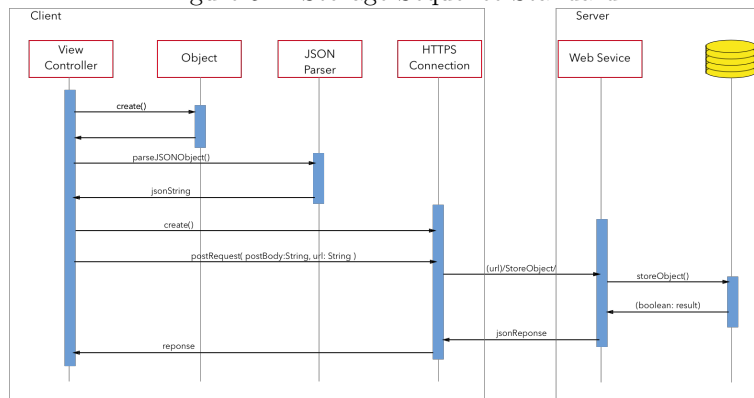 Client
Server
View
Controller
Object
JSON
Parser
HTTPS
Connection
Web Sevice
create()
parseJSONObject()
jsonString
create()
postRequest( postBody:String, url: String )
(url)/StoreObject/
storeObject()
(boolean: result)
jsonReponse
reponse